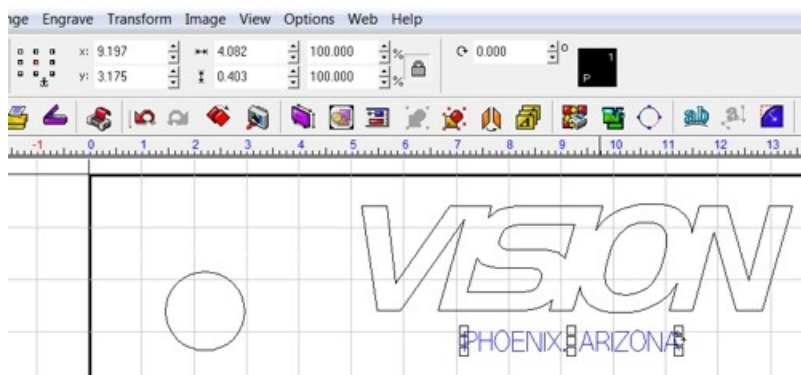 nge Engrave Transform Image View Options Web Help
x: 9.197 4.082 100.000 % 0.000 °
y: 3.175 0.403 100.000 %
1
P
ab a
-1 0 1 2 3 4 5 6 7 8 9 10 11 12 13
VISION
PHOENIX, ARIZONA